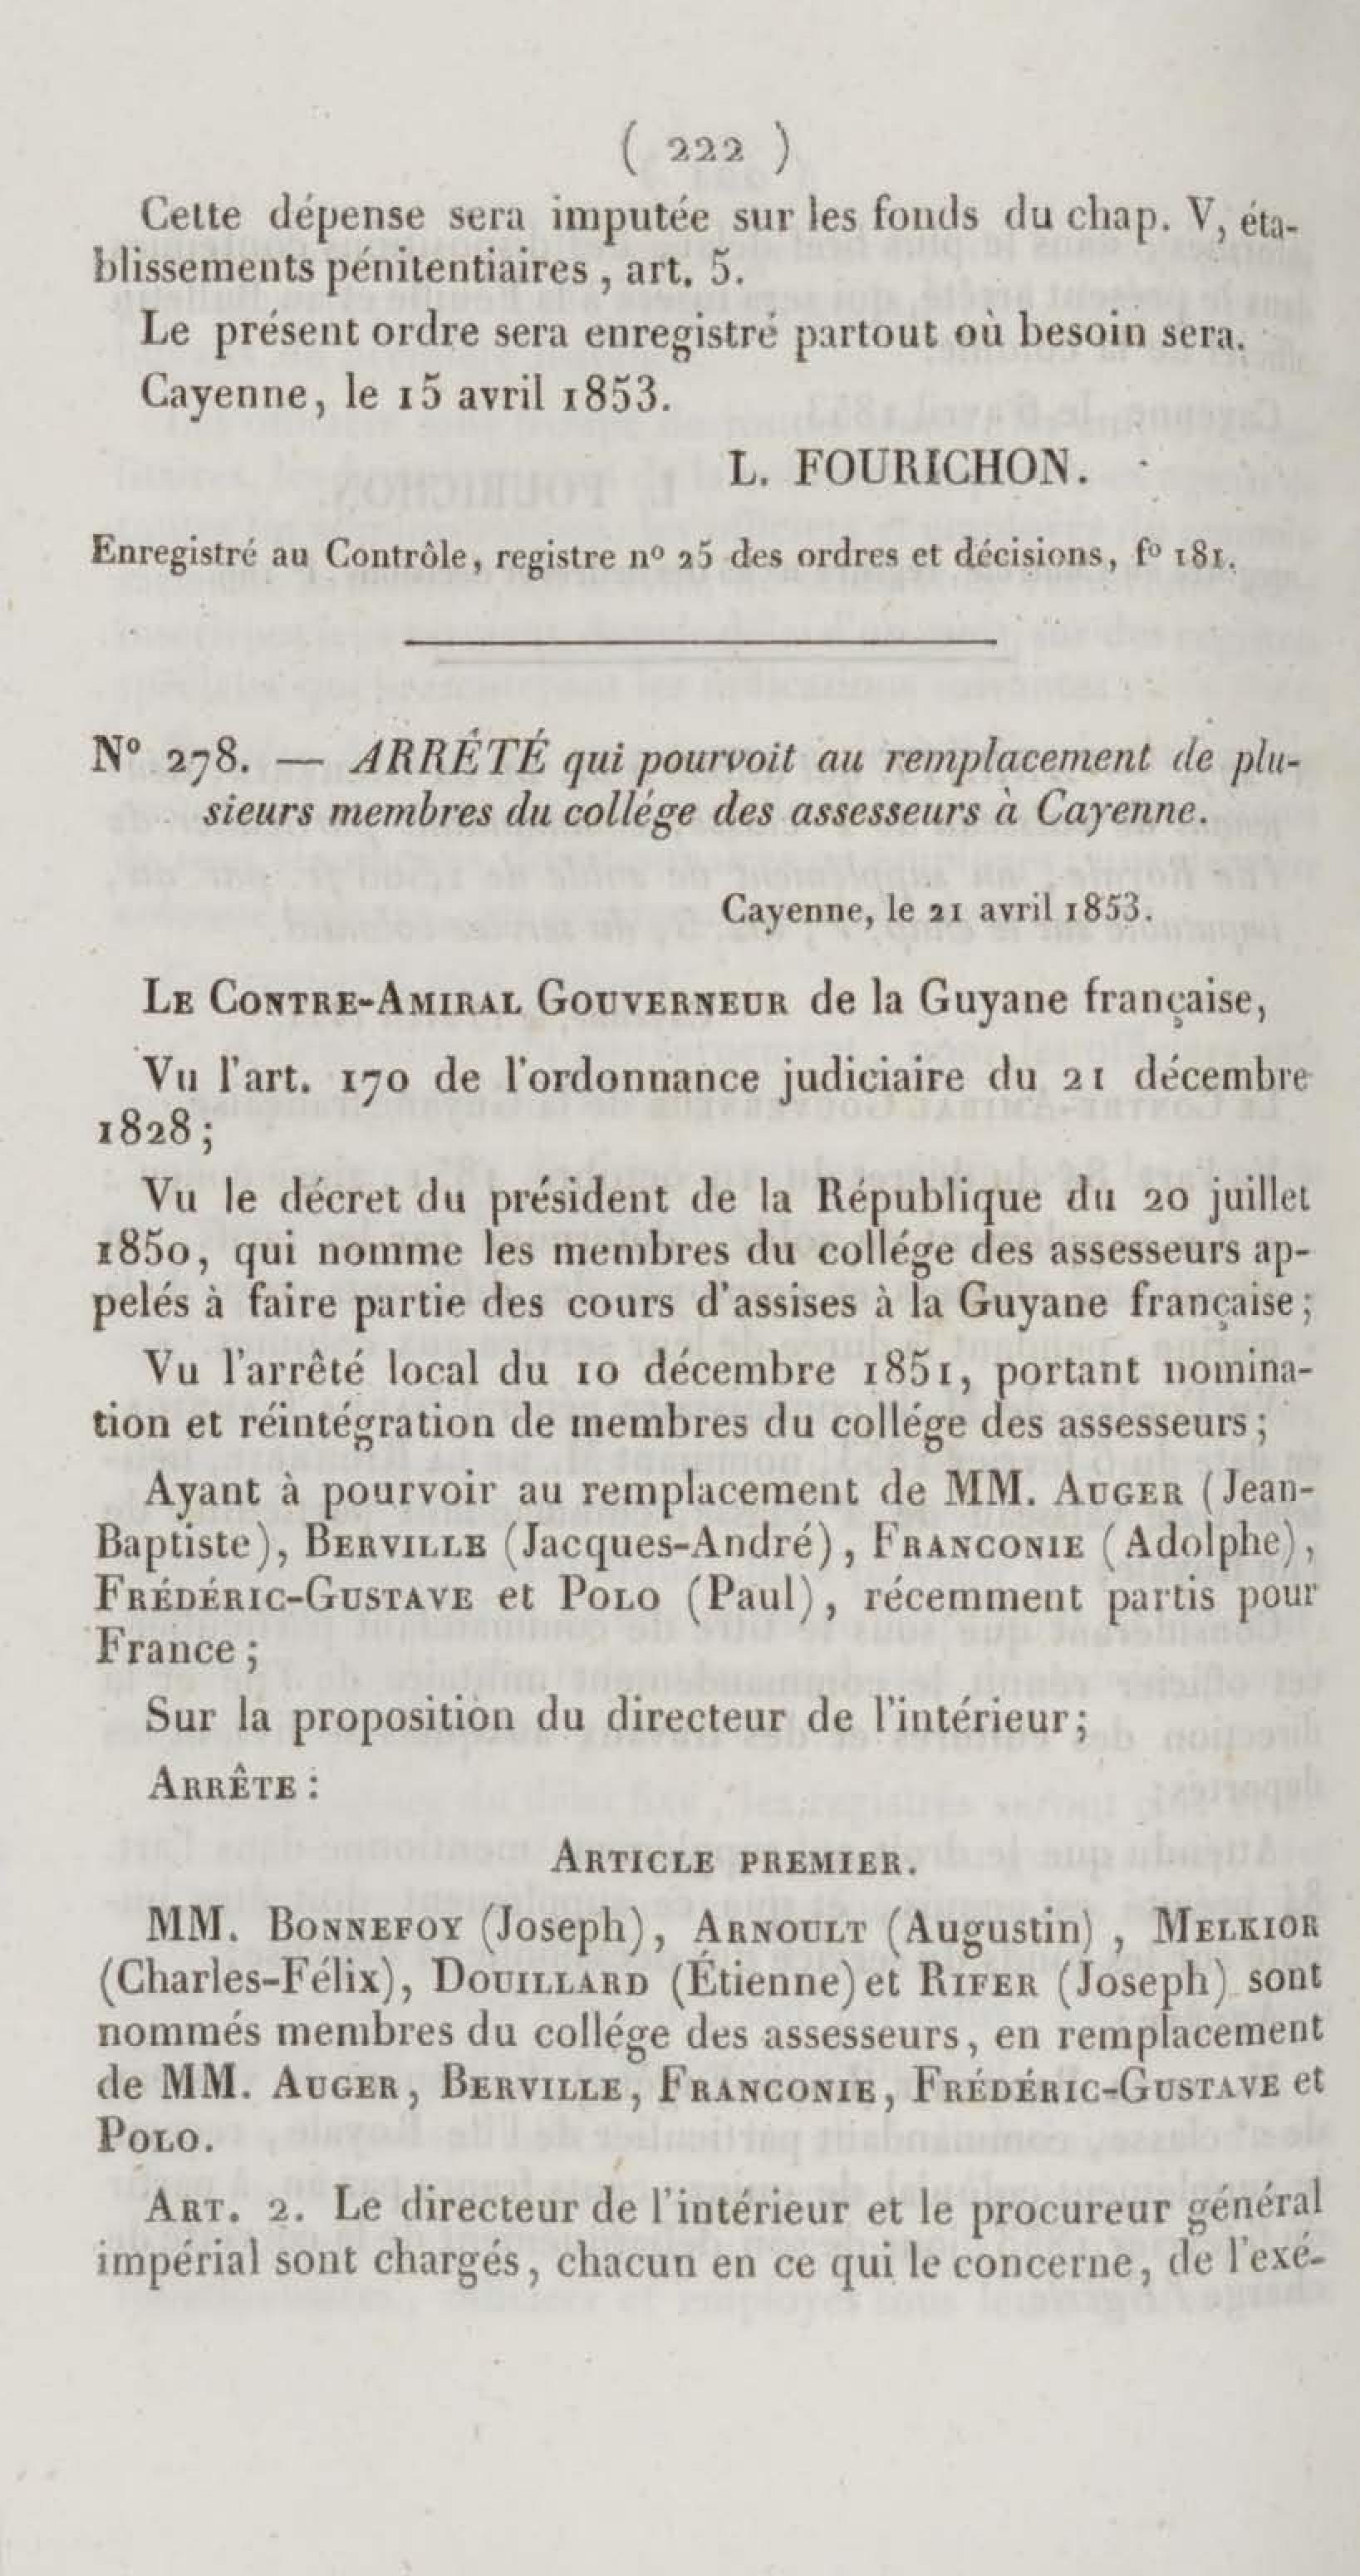 ( 222 )
Cette dépense sera imputée sur les fonds du chap. V, éta-
blissements pénitentiaires, art. 5.
Le présent ordre sera enregistré partout où besoin sera.
Cayenne, le 15 avril 1853.
L. FOURICHON.
Enregistré au Contrôle, registre nº 25 des ordres et décisions, fº 181.
Nº 278. — ARRÊTÉ qui pourvoit au remplacement de plu-
sieurs membres du collége des assesseurs à Cayenne.
Cayenne, le 21 avril 1853.
LE CONTRE-AMIRAL GOUVERNEUR de la Guyane française,
Vu l'art. 170 de l'ordonnance judiciaire du 21 décembre
1828;
Vu le décret du président de la République du 20 juillet
1850, qui nomme les membres du collége des assesseurs ap-
pelés à faire partie des cours d'assises à la Guyane française;
Vu l'arrêté local du 10 décembre 1851, portant nomina-
tion et réintégration de membres du collége des assesseurs;
Ayant à pourvoir au remplacement de MM. AUGER (Jean-
Baptiste), BERVILLE (Jacques-André), FRANCONIE (Adolphe),
FRÉDÉRIC-GUSTAVE et POLO (Paul), récemment partis pour
France;
Sur la proposition du directeur de l'intérieur;
ARRÊTE:
ARTICLE PREMIER.
MM. BONNEFOY (Joseph), ARNOULT (Augustin), MELKIOR
(Charles-Félix), DOUILLARD (Étienne) et RIFER (Joseph) sont
nommés membres du collége des assesseurs, en remplacement
de MM. AUGER, BERVILLE, FRANCONIE, FRÉDÉRIC-GUSTAVE et
POLO.
ART. 2. Le directeur de l'intérieur et le procureur général
impérial sont chargés, chacun en ce qui le concerne, de l'exé-